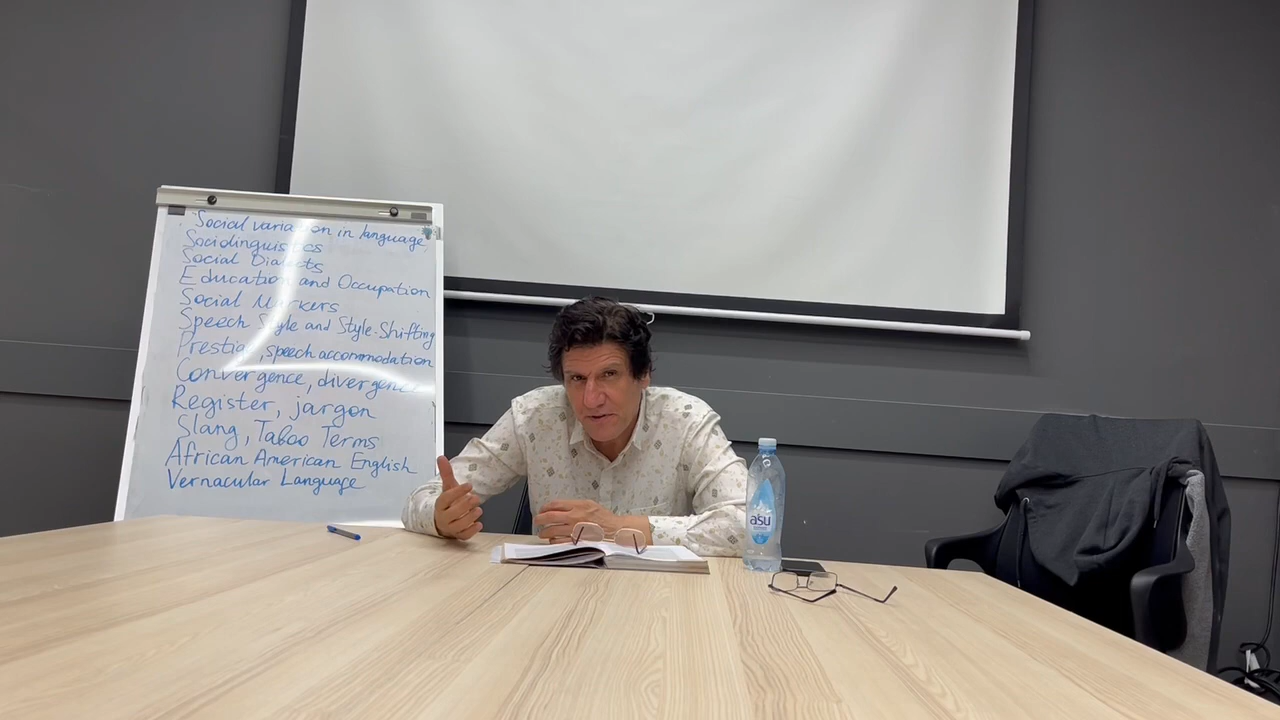 Social variation in language
Sociolinguistics
Social Dialects
Education and Occupation
Social Markers
Speech Style and Style-Shifting
Prestige, speech accommodation
Convergence, divergence
Register, jargon
Slang, Taboo Terms
African American English
Vernacular Language
asu